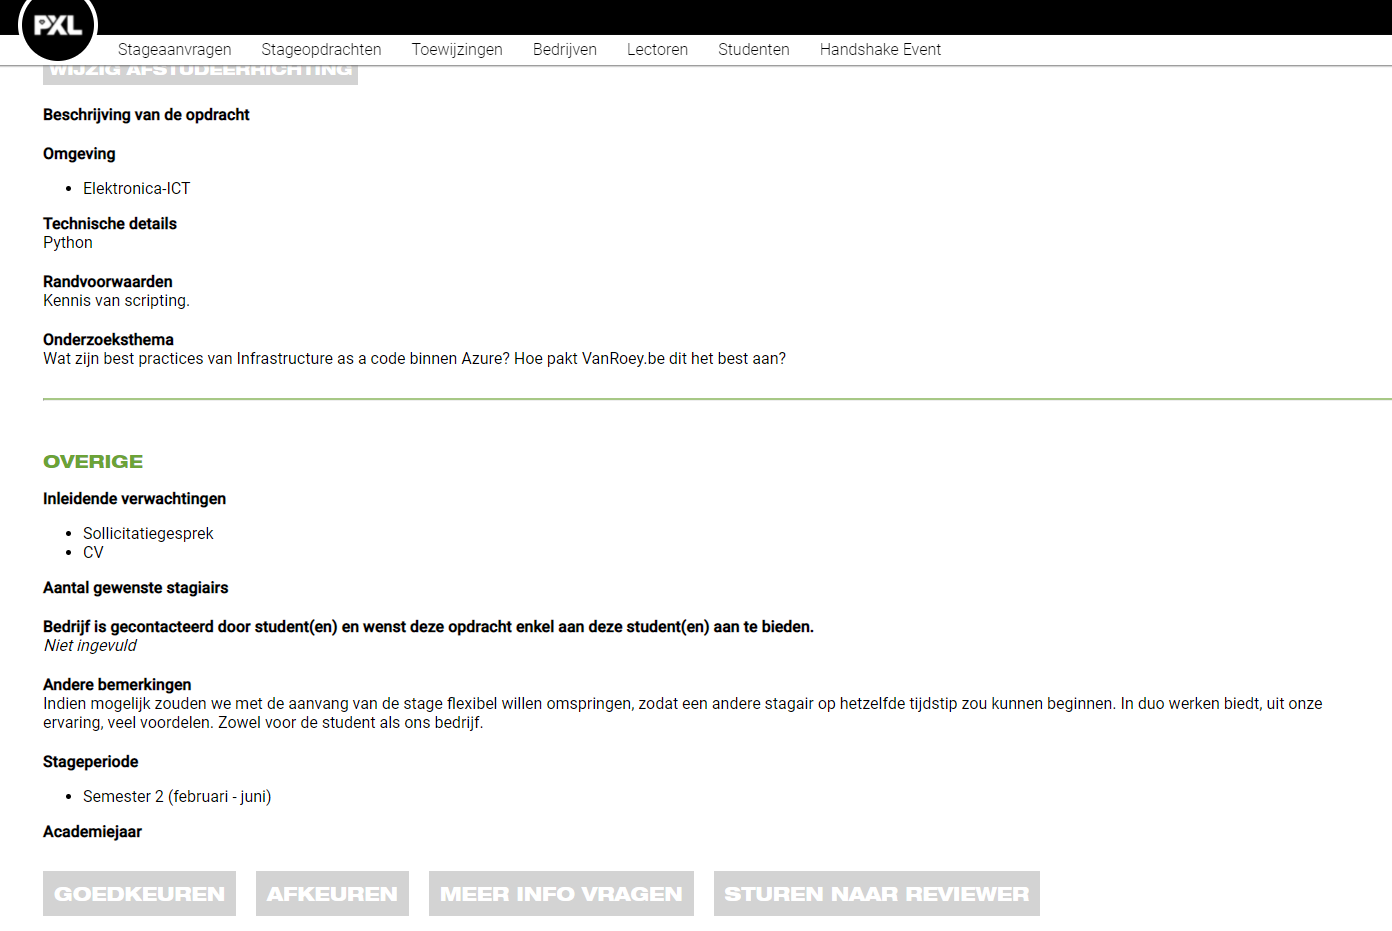 PXL
Stageaanvragen Stageopdrachten Toewijzingen Bedrijven Lectoren Studenten Handshake Event
WIJZIG AFSTUDEERRICHTING
Beschrijving van de opdracht
Omgeving
• Elektronica-ICT
Technische details
Python
Randvoorwaarden
Kennis van scripting.
Onderzoeksthema
Wat zijn best practices van Infrastructure as a code binnen Azure? Hoe pakt VanRoey.be dit het best aan?
OVERIGE
Inleidende verwachtingen
• Sollicitatiegesprek
• CV
Aantal gewenste stagiairs
Bedrijf is gecontacteerd door student(en) en wenst deze opdracht enkel aan deze student(en) aan te bieden.
Niet ingevuld
Andere bemerkingen
Indien mogelijk zouden we met de aanvang van de stage flexibel willen omspringen, zodat een andere stagair op hetzelfde tijdstip zou kunnen beginnen. In duo werken biedt, uit onze
ervaring, veel voordelen. Zowel voor de student als ons bedrijf.
Stageperiode
• Semester 2 (februari - juni)
Academiejaar
GOEDKEUREN AFKEUREN MEER INFO VRAGEN STUREN NAAR REVIEWER